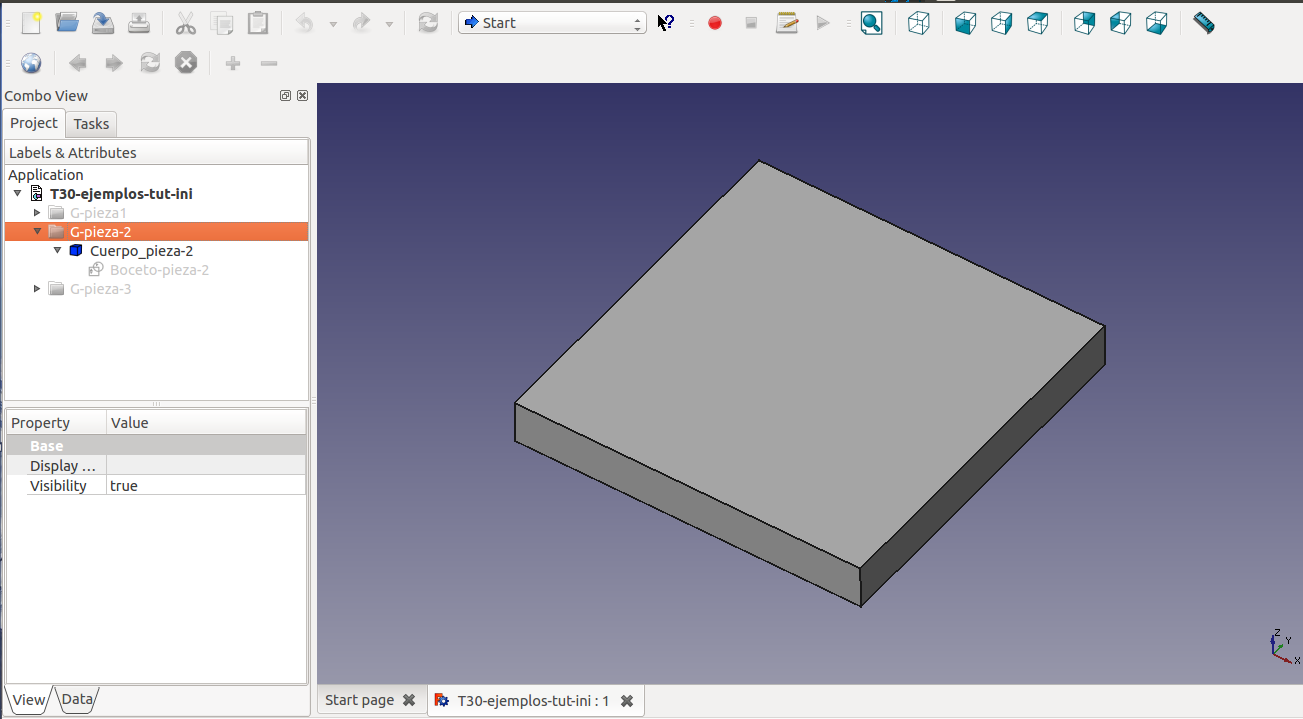 Start
Combo View
Project Tasks
Labels & Attributes
Application
T30-ejemplos-tut-ini
G-pieza1
G-pieza-2
Cuerpo_pieza-2
Boceto-pieza-2
G-pieza-3
Property Value
Base
Display ...
Visibility true
View Data
Start page T30-ejemplos-tut-ini : 1
Z
Y
X